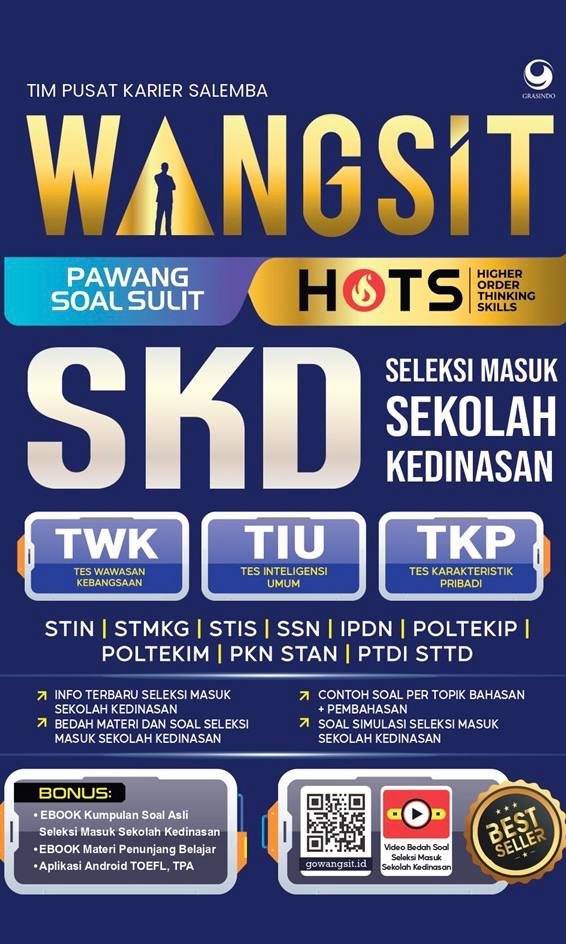 TIM PUSAT KARIER SALEMBA
GRASINDO
WANGSIT
PAWANG
SOAL SULIT
HOTS
HIGHER
ORDER
THINKING
SKILLS
SKD
SELEKSI MASUK
SEKOLAH
KEDINASAN
TWK
TES WAWASAN
KEBANGSAAN
TIU
TES INTELIGENSI
UMUM
TKP
TES KARAKTERISTIK
PRIBADI
STIN | STMKG | STIS | SSN | IPDN | POLTEKIP |
POLTEKIM | PKN STAN | PTDI STTD
INFO TERBARU SELEKSI MASUK
SEKOLAH KEDINASAN
BEDAH MATERI DAN SOAL SELEKSI
MASUK SEKOLAH KEDINASAN
CONTOH SOAL PER TOPIK BAHASAN
+ PEMBAHASAN
SOAL SIMULASI SELEKSI MASUK
SEKOLAH KEDINASAN
BONUS:
• EBOOK Kumpulan Soal Asli
Seleksi Masuk Sekolah Kedinasan
• EBOOK Materi Penunjang Belajar
• Aplikasi Android TOEFL, TPA
gowangsit.id
Video Bedah Soal
Seleksi Masuk
Sekolah Kedinasan
BEST
SELLER